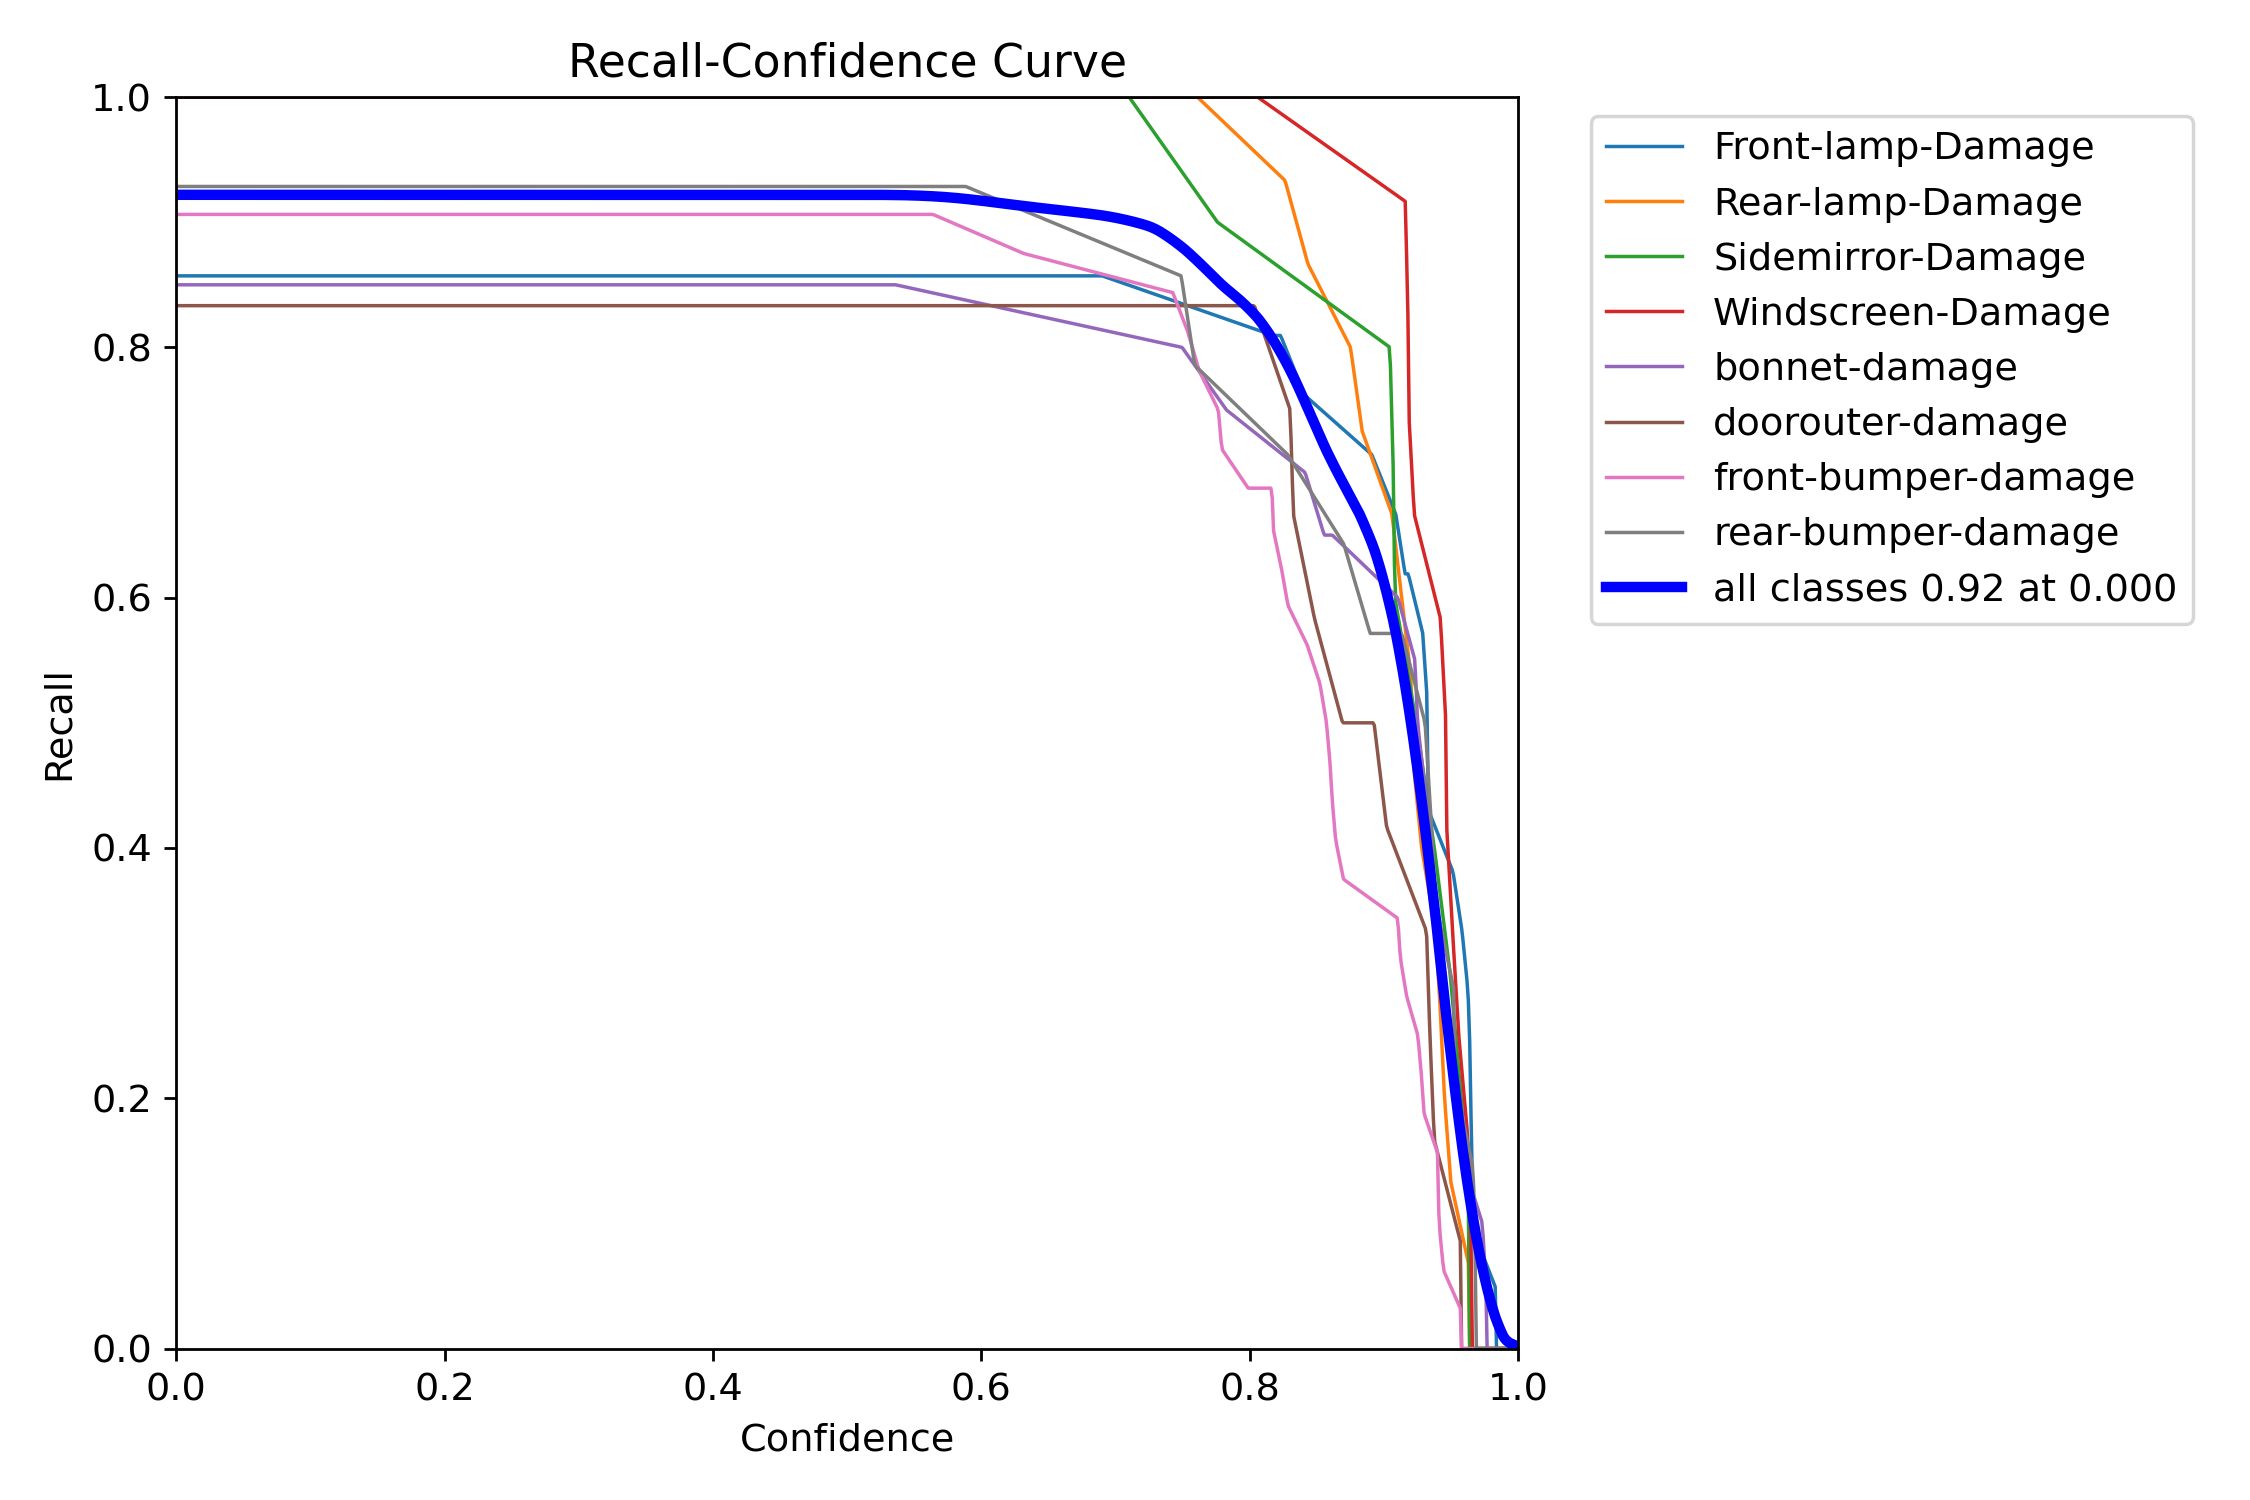 Recall-Confidence Curve
1.0
0.8
0.6
0.4
0.2
0.0
Recall
0.0 0.2 0.4 0.6 0.8 1.0
Confidence
Front-lamp-Damage
Rear-lamp-Damage
Sidemirror-Damage
Windscreen-Damage
bonnet-damage
doorouter-damage
front-bumper-damage
rear-bumper-damage
all classes 0.92 at 0.000